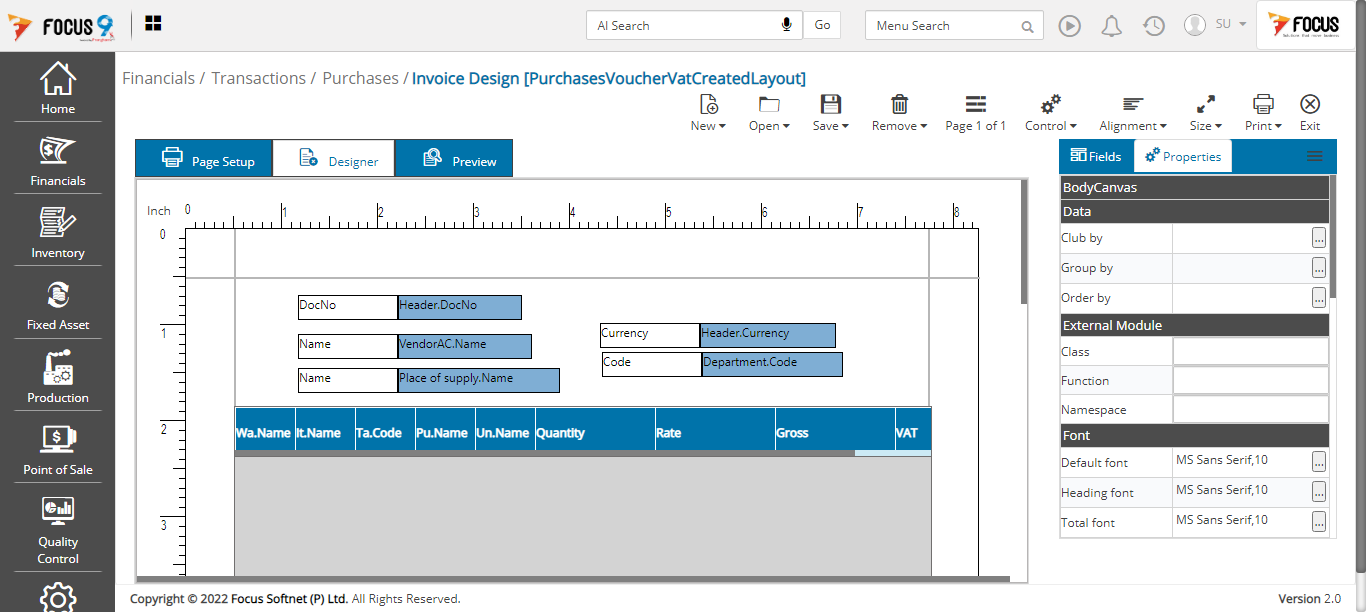 FOCUS 9
AI Search
Go
Menu Search
SU
FOCUS
Home
Financials
Inventory
Fixed Asset
Production
Point of Sale
Quality
Control
Financials / Transactions / Purchases / Invoice Design [PurchasesVoucherVatCreatedLayout]
New
Open
Save
Remove
Page 1 of 1
Control
Alignment
Size
Print
Exit
Page Setup
Designer
Preview
Inch 0 1 2 3 4 5 6 7 8
0
DocNo Header.DocNo
1
Currency Header.Currency
Name VendorAC.Name
Code Department.Code
Name Place of supply.Name
2
Wa.Name It.Name Ta.Code Pu.Name Un.Name Quantity Rate Gross VAT
3
Fields
Properties
BodyCanvas
Data
Club by ...
Group by ...
Order by ...
External Module
Class
Function
Namespace
Font
Default font MS Sans Serif,10 ...
Heading font MS Sans Serif,10 ...
Total font MS Sans Serif,10 ...
Copyright © 2022 Focus Softnet (P) Ltd. All Rights Reserved.
Version 2.0